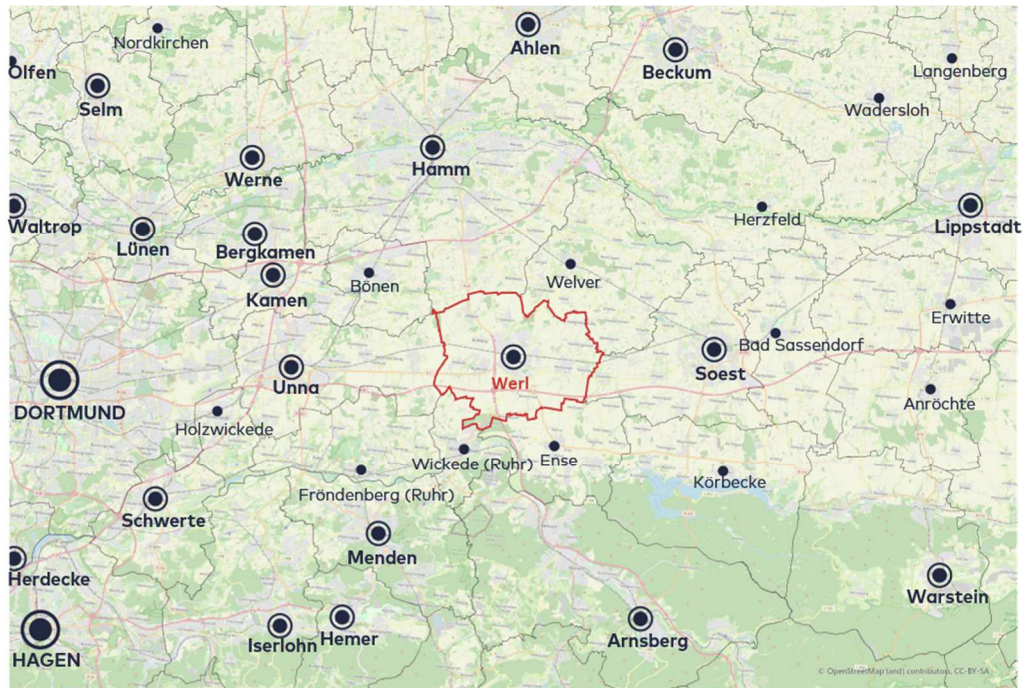 Nordkirchen
Ahlen
Beckum
Langenberg
Olfen
Selm
Wadersloh
Hamm
Werne
Herzfeld
Waltrop
Lippstadt
Lünen
Bergkamen
Kamen
Bönen
Welver
Erwitte
Bad Sassendorf
Soest
Werl
Unna
DORTMUND
Anröchte
Holzwickede
Wickede (Ruhr)
Ense
Körbecke
Fröndenberg (Ruhr)
Schwerte
Menden
Herdecke
Warstein
Hemer
Iserlohn
Arnsberg
HAGEN
© OpenStreetMap (and) contributors, CC-BY-SA